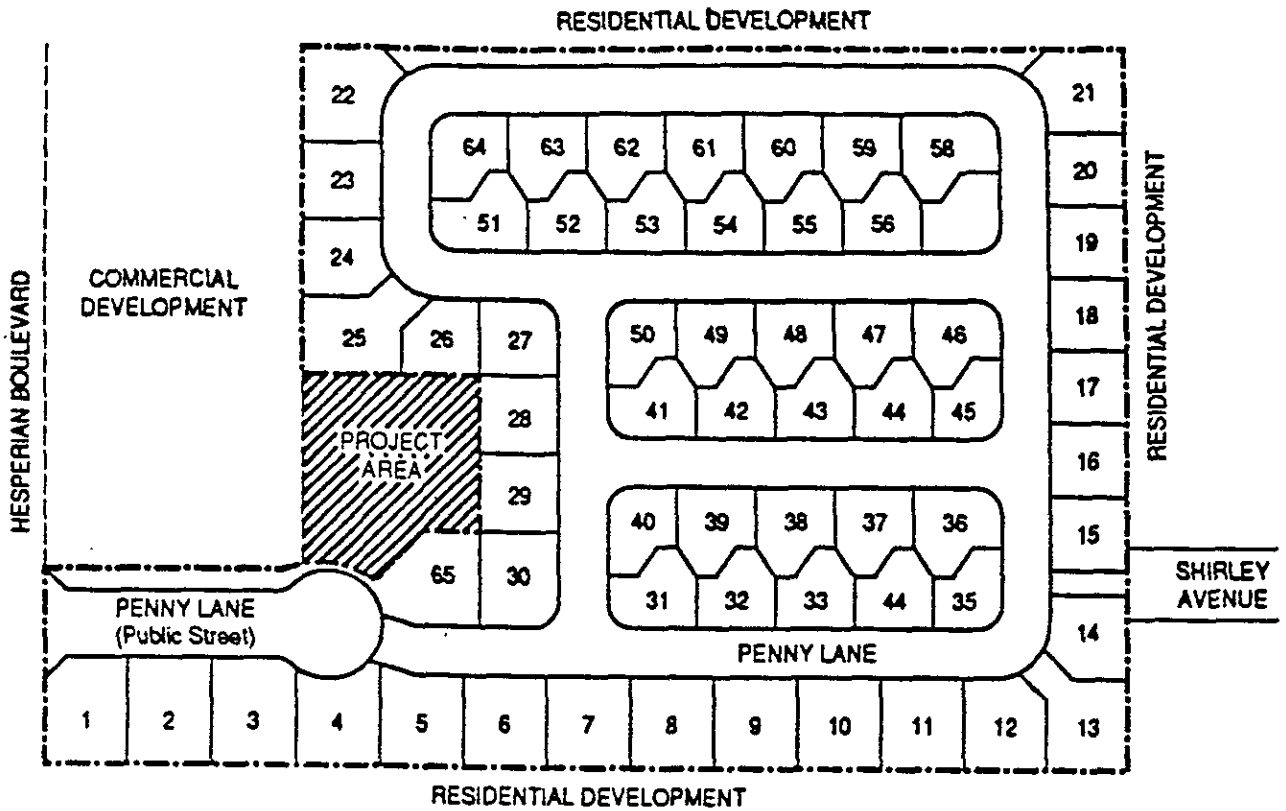 RESIDENTIAL DEVELOPMENT
22
21
64 63 62 61 60 59 58
23
20
51 52 53 54 55 56
19
24
COMMERCIAL
DEVELOPMENT
RESIDENTIAL DEVELOPMENT
HESPERIAN BOULEVARD
25 26 27
50 49 48 47 46
18
17
28
41 42 43 44 45
PROJECT
AREA
16
29
40 39 38 37 36
15
65 30
SHIRLEY
AVENUE
31 32 33 44 35
PENNY LANE
(Public Street)
14
PENNY LANE
1 2 3 4 5 6 7 8 9 10 11 12 13
RESIDENTIAL DEVELOPMENT